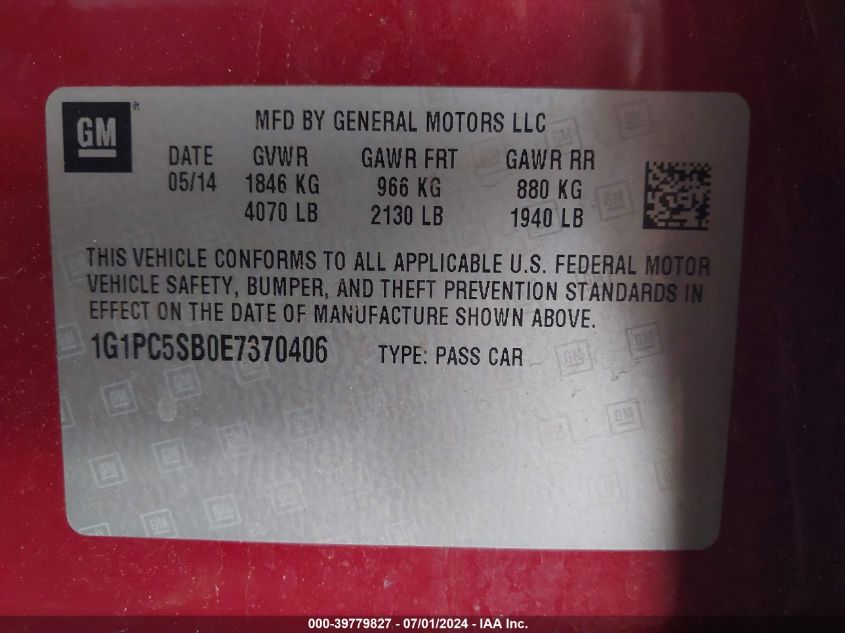 GM®
MFD BY GENERAL MOTORS LLC
DATE GVWR GAWR FRT GAWR RR
05/14 1846 KG 966 KG 880 KG
4070 LB 2130 LB 1940 LB
THIS VEHICLE CONFORMS TO ALL APPLICABLE U.S. FEDERAL MOTOR
VEHICLE SAFETY, BUMPER, AND THEFT PREVENTION STANDARDS IN
EFFECT ON THE DATE OF MANUFACTURE SHOWN ABOVE.
1G1PC5SB0E7370406 TYPE: PASS CAR
000-39779827 - 07/01/2024 - IAA Inc.